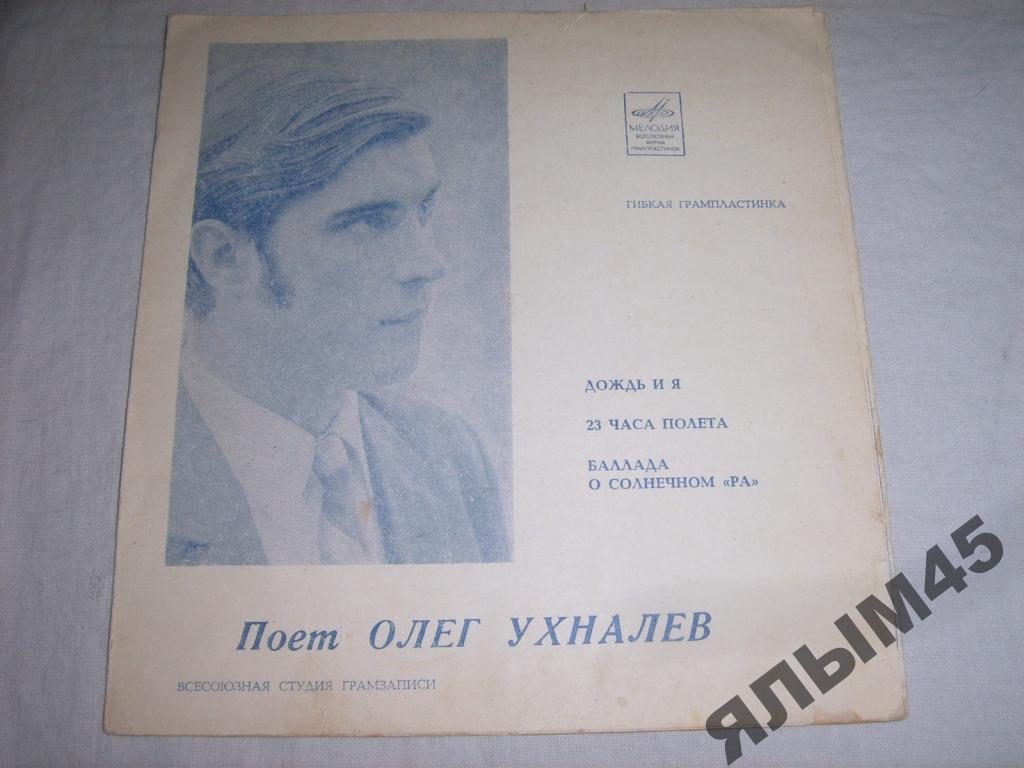 МЕЛОДИЯ
ВСЕСОЮЗНАЯ
ФИРМА
ГРАМПЛАСТИНОК
ГИБКАЯ ГРАМПЛАСТИНКА
ДОЖДЬ И Я
23 ЧАСА ПОЛЕТА
БАЛЛАДА
О СОЛНЕЧНОМ «РА»
Поет ОЛЕГ УХНАЛЕВ
ВСЕСОЮЗНАЯ СТУДИЯ ГРАМЗАПИСИ
ЯЛЫМ45